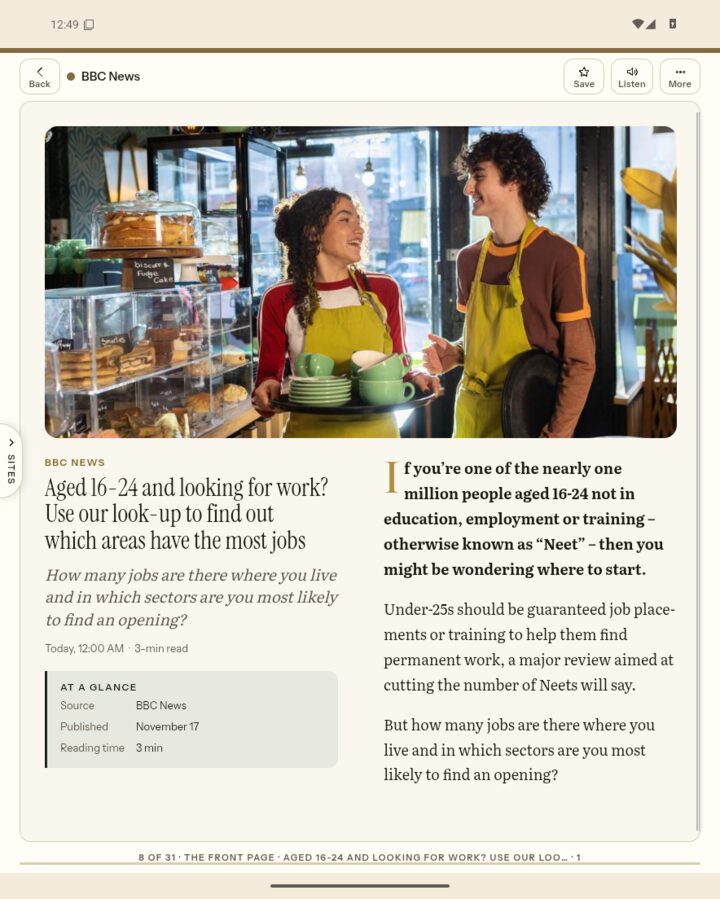 12:49
Back
BBC News
Save
Listen
More
biscuit &
Fudge
Cake
SITES
BBC NEWS
Aged 16-24 and looking for work?
Use our look-up to find out
which areas have the most jobs
How many jobs are there where you live
and in which sectors are you most likely
to find an opening?
Today, 12:00 AM · 3-min read
AT A GLANCE
Source BBC News
Published November 17
Reading time 3 min
If you’re one of the nearly one
million people aged 16-24 not in
education, employment or training –
otherwise known as “Neet” – then you
might be wondering where to start.
Under-25s should be guaranteed job place-
ments or training to help them find
permanent work, a major review aimed at
cutting the number of Neets will say.
But how many jobs are there where you
live and in which sectors are you most
likely to find an opening?
8 OF 31 · THE FRONT PAGE · AGED 16-24 AND LOOKING FOR WORK? USE OUR LOO… · 1